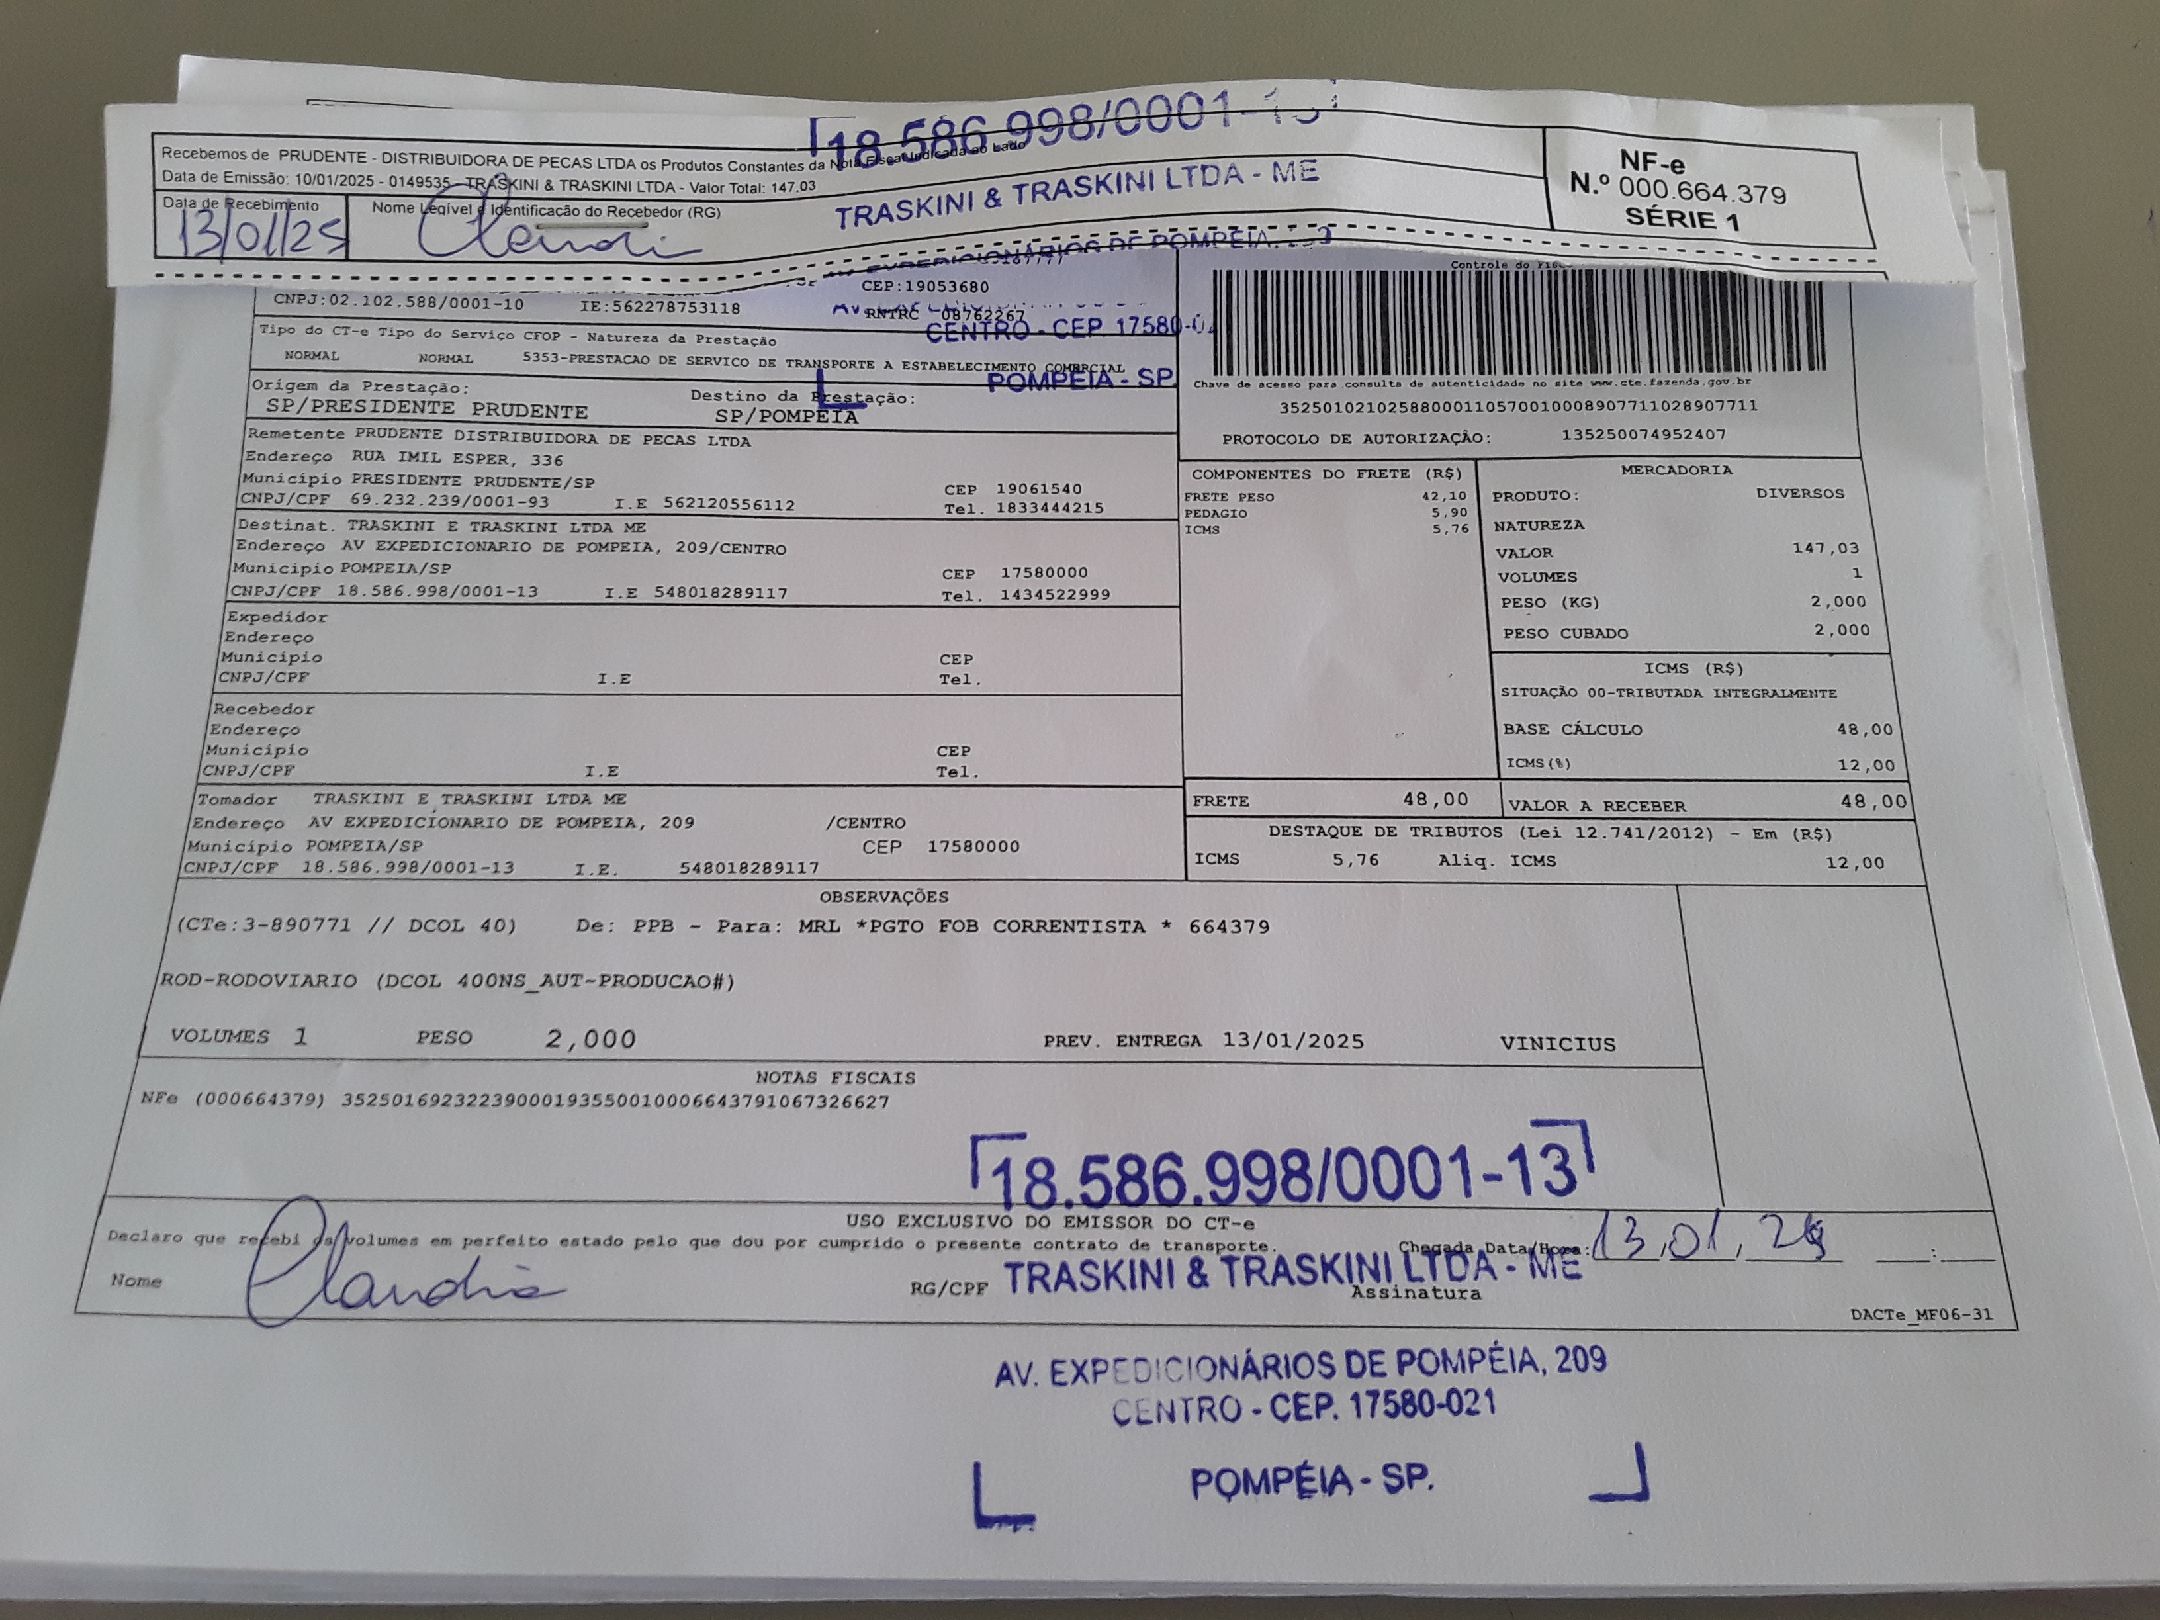 18.586.998/0001-13
Recebemos de PRUDENTE - DISTRIBUIDORA DE PECAS LTDA os Produtos Constantes da Nota Fiscal Indicada ao Lado
Data de Emissão: 10/01/2025 - 0149535 - TRASKINI & TRASKINI LTDA - Valor Total: 147.03
TRASKINI & TRASKINI LTDA - ME
NF-e
N.º 000.664.379
SÉRIE 1
Data de Recebimento
13/01/25
Nome Legível e Identificação do Recebedor (RG)
AV. EXPEDICIONÁRIOS DE POMPÉIA,
CEP:19053680
CNPJ:02.102.588/0001-10 IE:562278753118 RNTRC 08762267
CENTRO - CEP. 17580-0
Tipo do CT-e Tipo do Serviço CFOP - Natureza da Prestação
NORMAL NORMAL 5353-PRESTACAO DE SERVICO DE TRANSPORTE A ESTABELECIMENTO COMERCIAL
POMPÉIA - SP.
Origem da Prestação: Destino da Prestação:
SP/PRESIDENTE PRUDENTE SP/POMPEIA
Controle do
Chave de acesso para consulta de autenticidade no site www.cte.fazenda.gov.br
35250102102588000110570010008907711028907711
PROTOCOLO DE AUTORIZAÇÃO: 135250074952407
Remetente PRUDENTE DISTRIBUIDORA DE PECAS LTDA
Endereço RUA IMIL ESPER, 336
Município PRESIDENTE PRUDENTE/SP CEP 19061540
CNPJ/CPF 69.232.239/0001-93 I.E 562120556112 Tel. 1833444215
Destinat. TRASKINI E TRASKINI LTDA ME
Endereço AV EXPEDICIONARIO DE POMPEIA, 209/CENTRO
Município POMPEIA/SP CEP 17580000
CNPJ/CPF 18.586.998/0001-13 I.E 548018289117 Tel. 1434522999
Expedidor
Endereço
Município CEP
CNPJ/CPF I.E Tel.
Recebedor
Endereço
Município CEP
CNPJ/CPF I.E Tel.
Tomador TRASKINI E TRASKINI LTDA ME
Endereço AV EXPEDICIONARIO DE POMPEIA, 209 /CENTRO
Município POMPEIA/SP CEP 17580000
CNPJ/CPF 18.586.998/0001-13 I.E. 548018289117
COMPONENTES DO FRETE (R$)
FRETE PESO 42,10
PEDAGIO 5,90
ICMS 5,76
MERCADORIA
PRODUTO: DIVERSOS
NATUREZA
VALOR 147,03
VOLUMES 1
PESO (KG) 2,000
PESO CUBADO 2,000
ICMS (R$)
SITUAÇÃO 00-TRIBUTADA INTEGRALMENTE
BASE CÁLCULO 48,00
ICMS(%) 12,00
FRETE 48,00 VALOR A RECEBER 48,00
DESTAQUE DE TRIBUTOS (Lei 12.741/2012) - Em (R$)
ICMS 5,76 Aliq. ICMS 12,00
OBSERVAÇÕES
(CTe:3-890771 // DCOL 40) De: PPB - Para: MRL *PGTO FOB CORRENTISTA * 664379
ROD-RODOVIARIO (DCOL 400NS_AUT-PRODUCAO#)
VOLUMES 1 PESO 2,000 PREV. ENTREGA 13/01/2025 VINICIUS
NOTAS FISCAIS
NFe (000664379) 35250169232239000193550010006643791067326627
18.586.998/0001-13
USO EXCLUSIVO DO EMISSOR DO CT-e
Declaro que recebi os volumes em perfeito estado pelo que dou por cumprido o presente contrato de transporte.
Chegada Data/Hora: 13,01,
Nome Claudia RG/CPF Assinatura
TRASKINI & TRASKINI LTDA - ME
DACTe_MF06-31
AV. EXPEDICIONÁRIOS DE POMPÉIA, 209
CENTRO - CEP. 17580-021
POMPÉIA - SP.